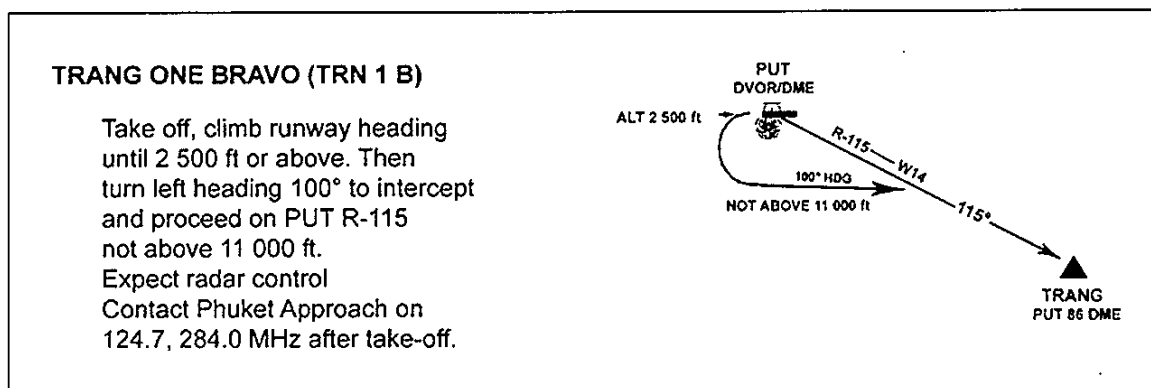 TRANG ONE BRAVO (TRN 1 B)
Take off, climb runway heading
until 2 500 ft or above. Then
turn left heading 100° to intercept
and proceed on PUT R-115
not above 11 000 ft.
Expect radar control
Contact Phuket Approach on
124.7, 284.0 MHz after take-off.
PUT
DVOR/DME
ALT 2 500 ft
R-115
W14
115°
100° HDG
NOT ABOVE 11 000 ft
TRANG
PUT 86 DME